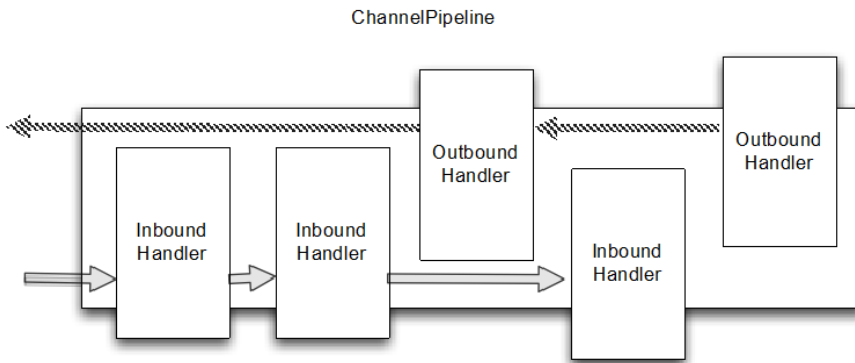 ChannelPipeline
Inbound
Handler
Inbound
Handler
Outbound
Handler
Inbound
Handler
Outbound
Handler